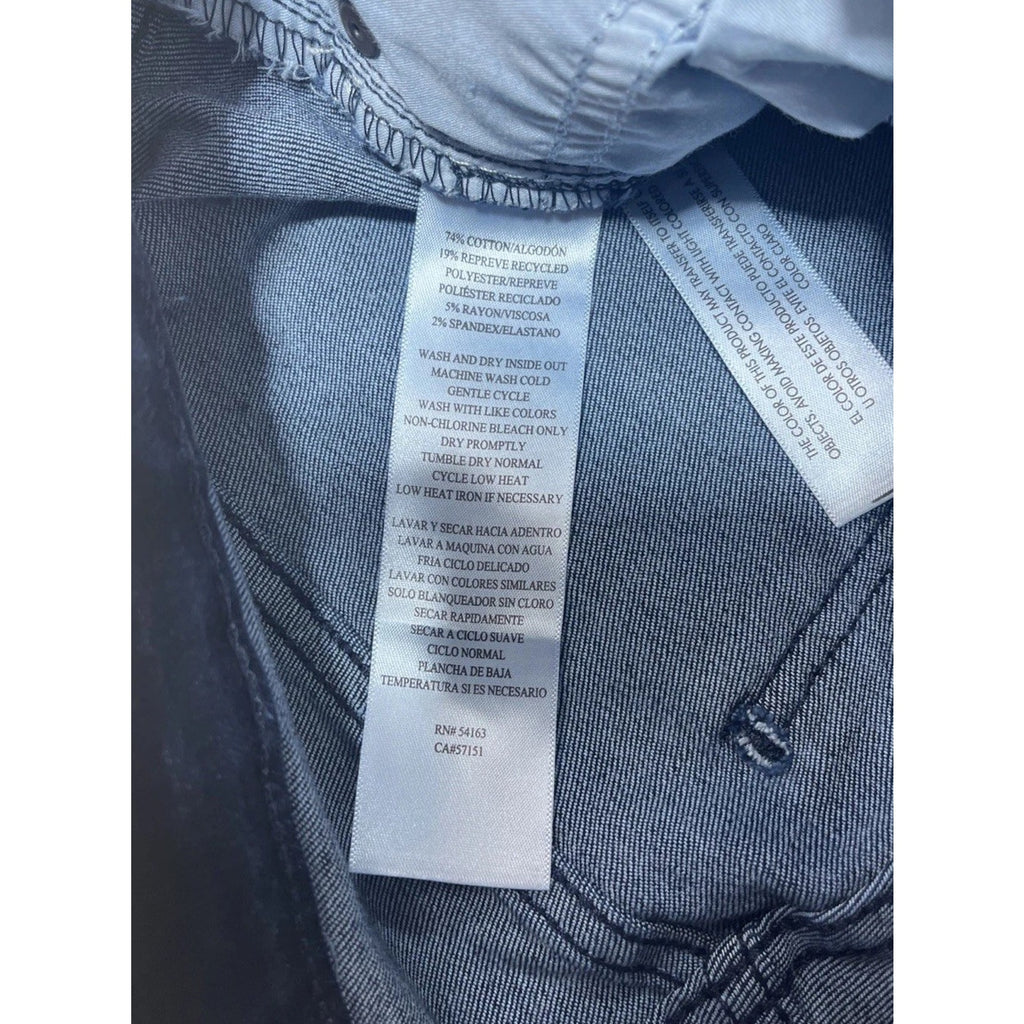 74% COTTON/ALGODÓN
19% REPREVE RECYCLED
POLYESTER/REPREVE
POLIÉSTER RECICLADO
5% RAYON/VISCOSA
2% SPANDEX/ELASTANO
WASH AND DRY INSIDE OUT
MACHINE WASH COLD
GENTLE CYCLE
WASH WITH LIKE COLORS
NON-CHLORINE BLEACH ONLY
DRY PROMPTLY
TUMBLE DRY NORMAL
CYCLE LOW HEAT
LOW HEAT IRON IF NECESSARY
LAVAR Y SECAR HACIA ADENTRO
LAVAR A MAQUINA CON AGUA
FRIA CICLO DELICADO
LAVAR CON COLORES SIMILARES
SOLO BLANQUEADOR SIN CLORO
SECAR RAPIDAMENTE
SECAR A CICLO SUAVE
CICLO NORMAL
PLANCHA DE BAJA
TEMPERATURA SI ES NECESARIO
RN# 54163
CA#57151
THE COLOR OF THIS PRODUCT MAY TRANSFER TO ITSELF
OBJECTS. AVOID MAKING CONTACT WITH LIGHT COLORED
EL COLOR DE ESTE PRODUCTO PUEDE TRANSFERIRSE A
U OTROS OBJETOS. EVITE EL CONTACTO CON
COLOR CLARO